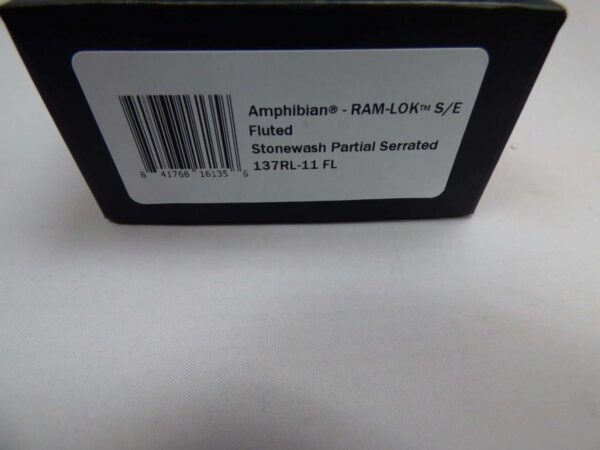 Amphibian® - RAM-LOK™ S/E
Fluted
Stonewash Partial Serrated
137RL-11 FL
8 41768 16135 6